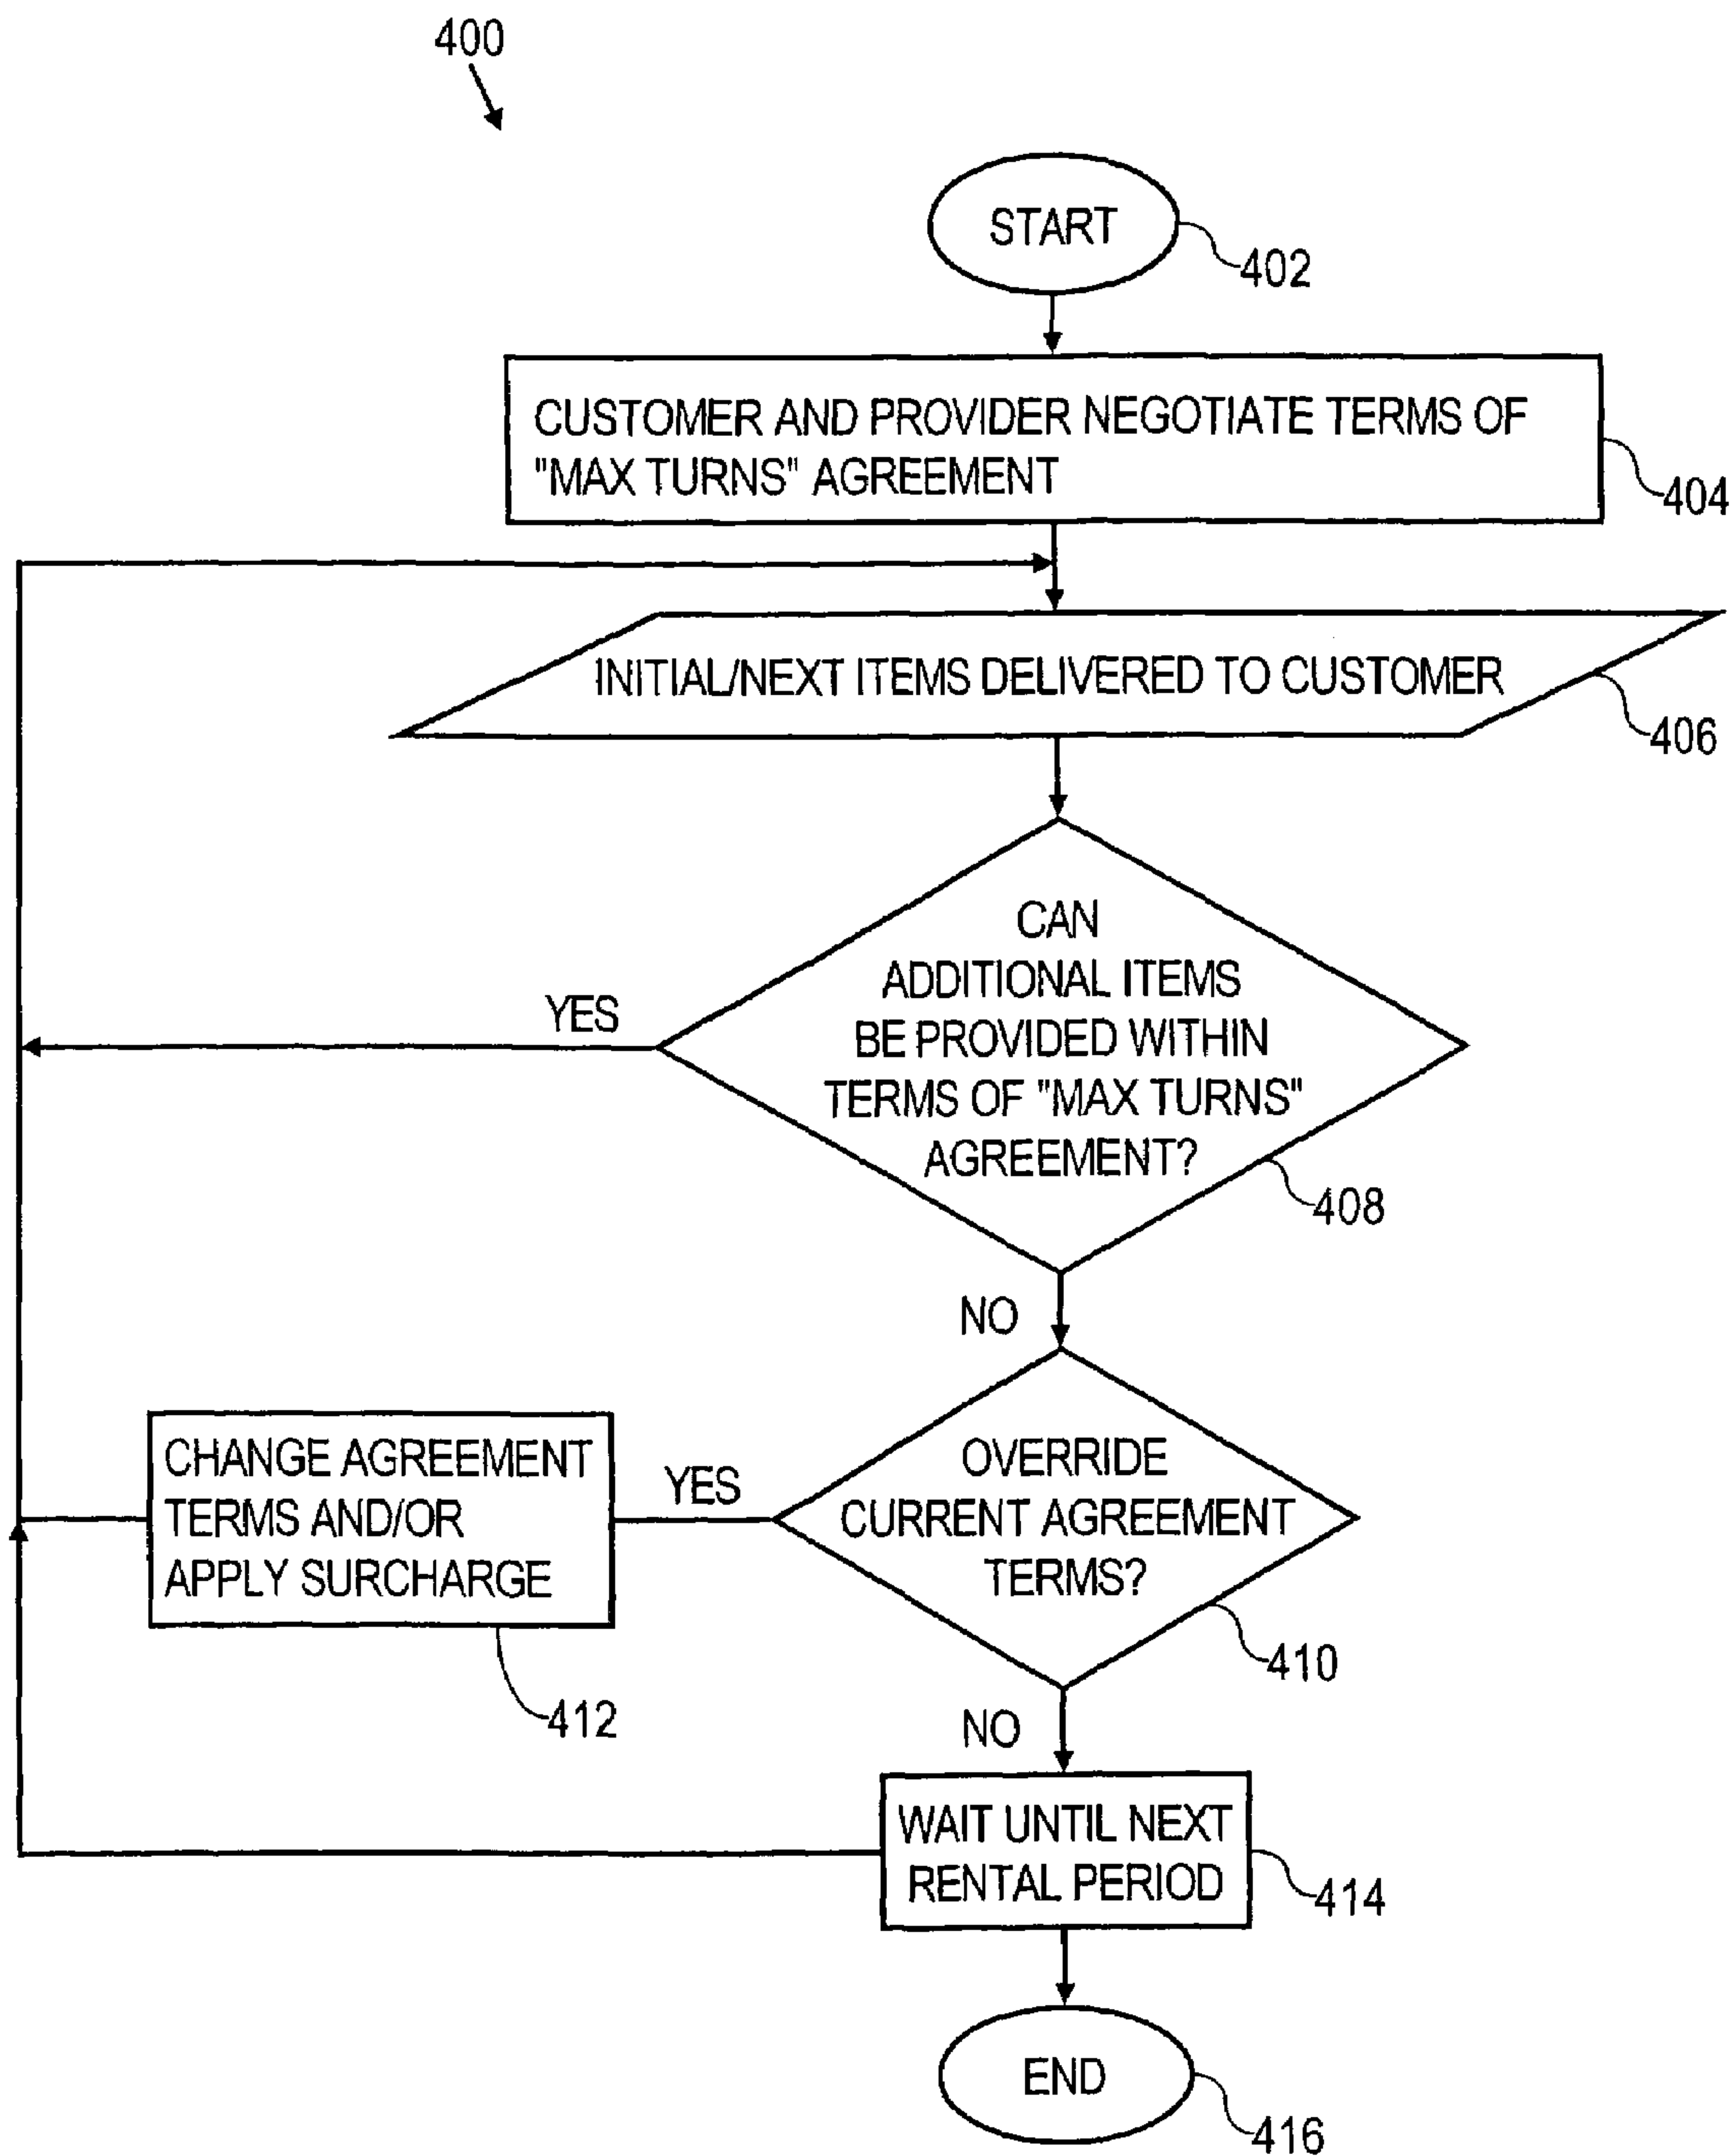 400
START
402
CUSTOMER AND PROVIDER NEGOTIATE TERMS OF
"MAX TURNS" AGREEMENT
404
INITIAL/NEXT ITEMS DELIVERED TO CUSTOMER
406
CAN
ADDITIONAL ITEMS
BE PROVIDED WITHIN
TERMS OF "MAX TURNS"
AGREEMENT?
YES
408
NO
OVERRIDE
CURRENT AGREEMENT
TERMS?
YES
410
CHANGE AGREEMENT
TERMS AND/OR
APPLY SURCHARGE
412
NO
WAIT UNTIL NEXT
RENTAL PERIOD
414
END
416